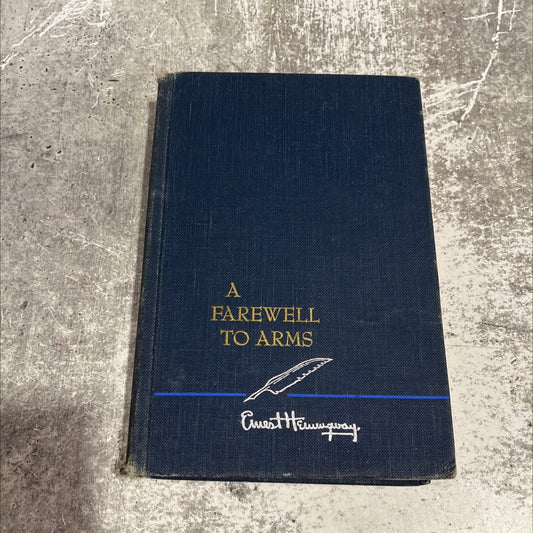 A
FAREWELL
TO ARMS
Ernest Hemingway.